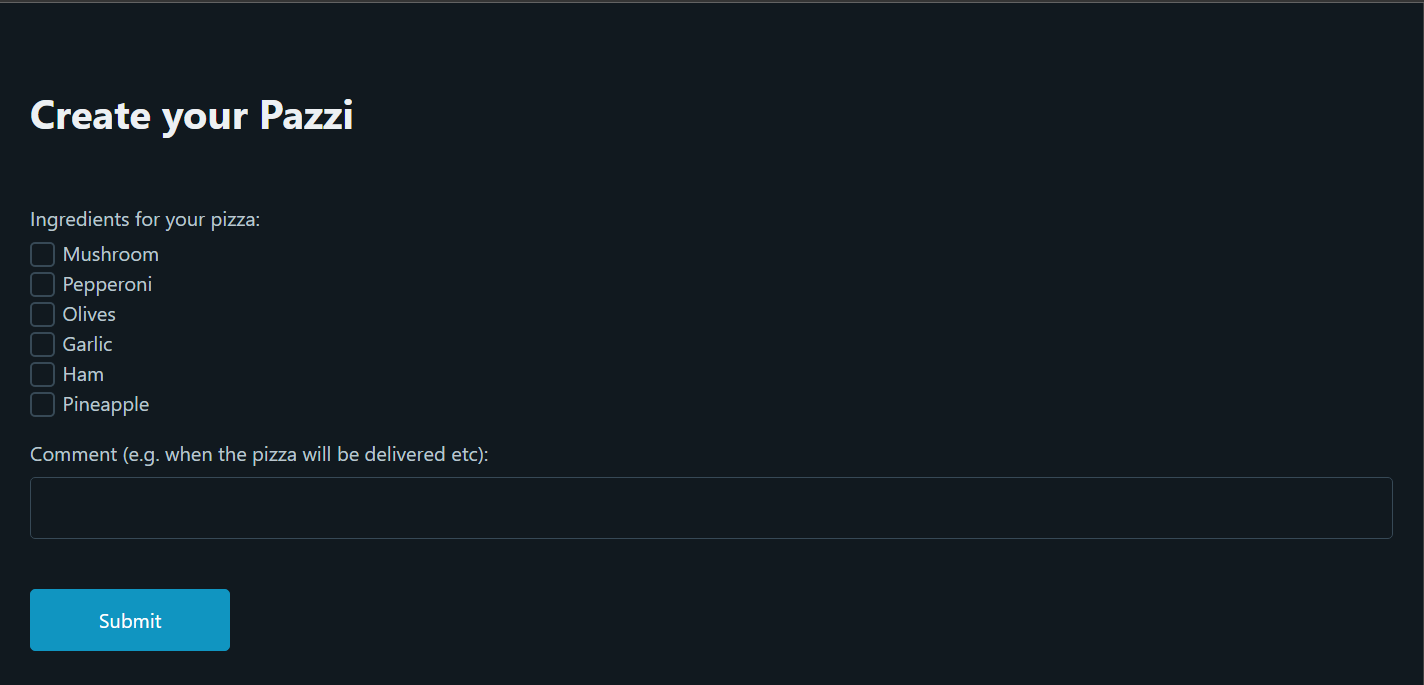 Create your Pazzi
Ingredients for your pizza:
Mushroom
Pepperoni
Olives
Garlic
Ham
Pineapple
Comment (e.g. when the pizza will be delivered etc):
Submit